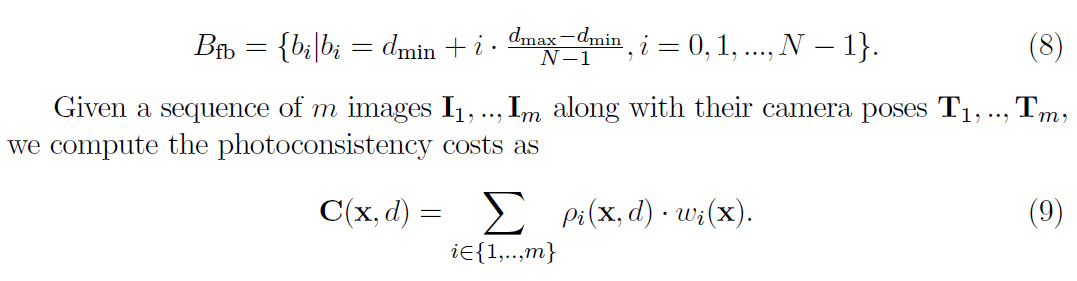 B_fb = {b_i|b_i = d_min + i · \frac{d_max−d_min}{N−1}, i = 0, 1, ..., N − 1}. (8)
Given a sequence of m images I_1, .., I_m along with their camera poses T_1, .., T_m,
we compute the photoconsistency costs as
C(x, d) = ∑_{i∈{1,..,m}} ρ_i(x, d) · w_i(x). (9)